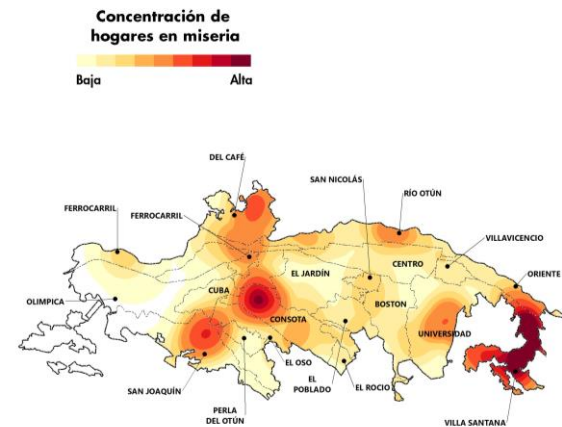 Concentración de
hogares en miseria
Baja
Alta
DEL CAFÉ
SAN NICOLÁS
RÍO OTÚN
FERROCARRIL
FERROCARRIL
VILLAVICENCIO
CENTRO
EL JARDÍN
ORIENTE
CUBA
OLIMPICA
BOSTON
CONSOTA
UNIVERSIDAD
EL OSO
SAN JOAQUÍN
EL
POBLADO
EL ROCIO
PERLA
DEL OTÚN
VILLA SANTANA